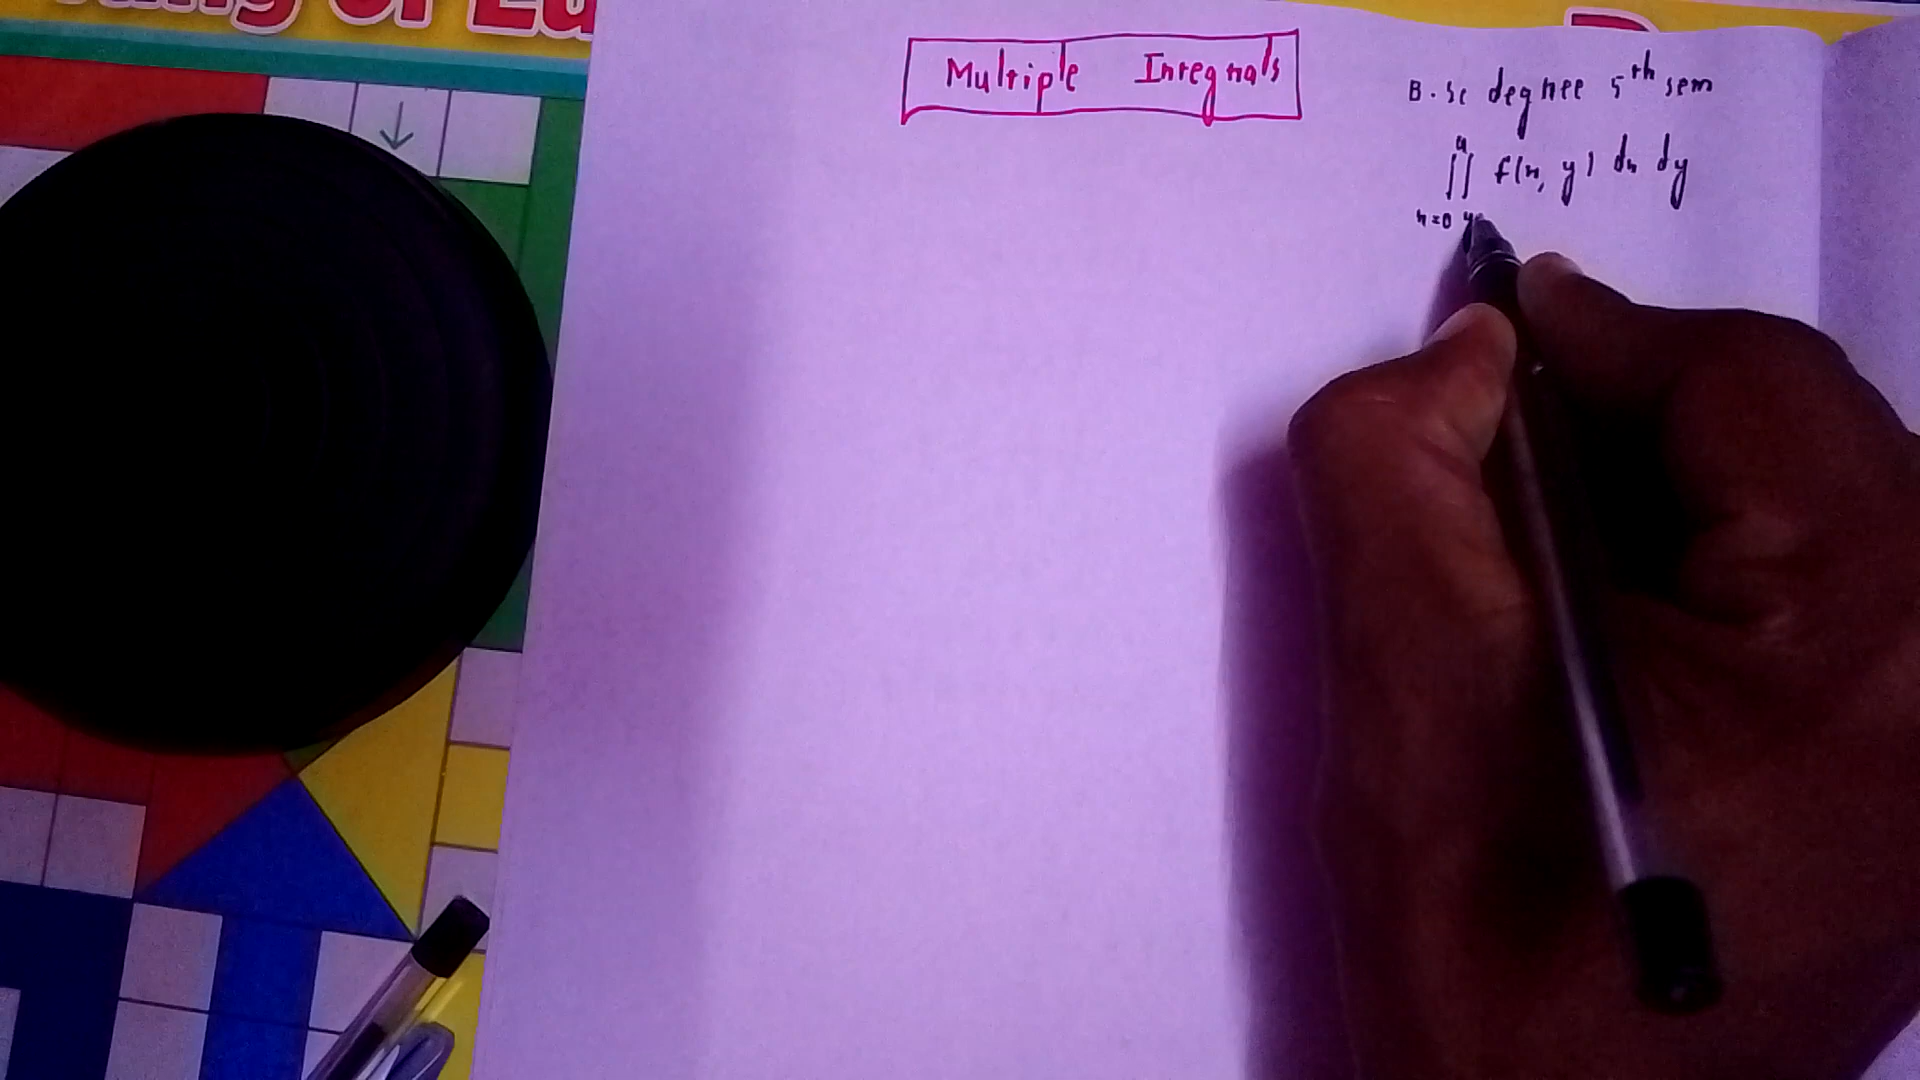 Multiple Integrals
B.Sc degree 5th sem
∬ f(x, y) dx dy
x=0 y